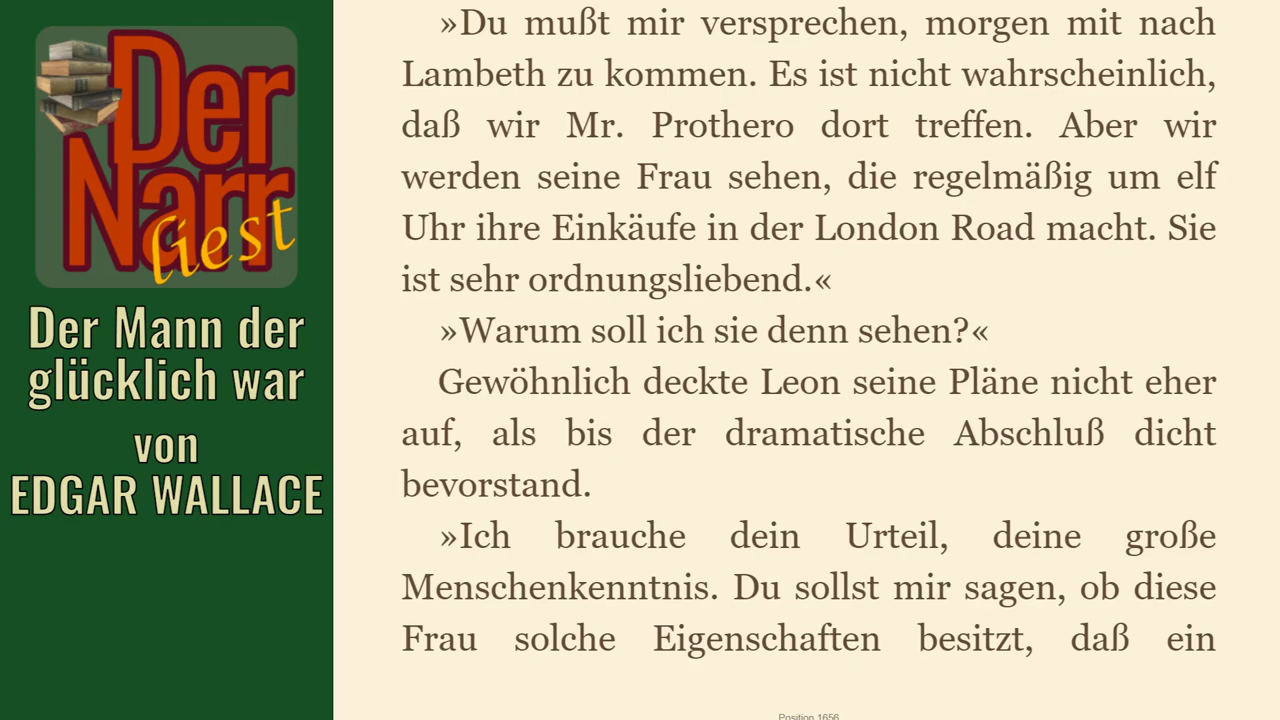 Der
Narr
liest
Der Mann der
glücklich war
von
EDGAR WALLACE
»Du mußt mir versprechen, morgen mit nach
Lambeth zu kommen. Es ist nicht wahrscheinlich,
daß wir Mr. Prothero dort treffen. Aber wir
werden seine Frau sehen, die regelmäßig um elf
Uhr ihre Einkäufe in der London Road macht. Sie
ist sehr ordnungsliebend.«
»Warum soll ich sie denn sehen?«
Gewöhnlich deckte Leon seine Pläne nicht eher
auf, als bis der dramatische Abschluß dicht
bevorstand.
»Ich brauche dein Urteil, deine große
Menschenkenntnis. Du sollst mir sagen, ob diese
Frau solche Eigenschaften besitzt, daß ein
Position 1656